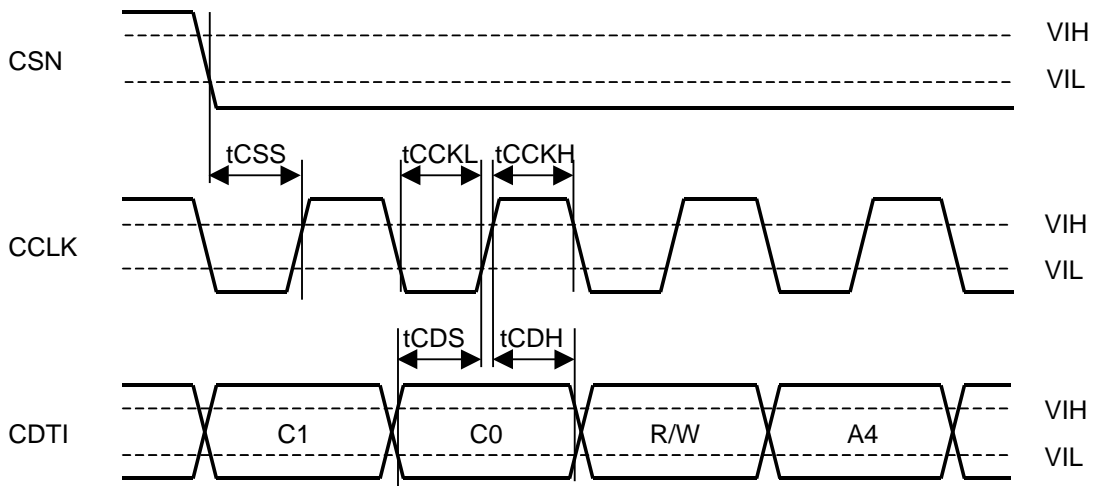 CSN
VIH
VIL
tCSS
tCCKL
tCCKH
CCLK
VIH
VIL
tCDS
tCDH
CDTI
C1
C0
R/W
A4
VIH
VIL